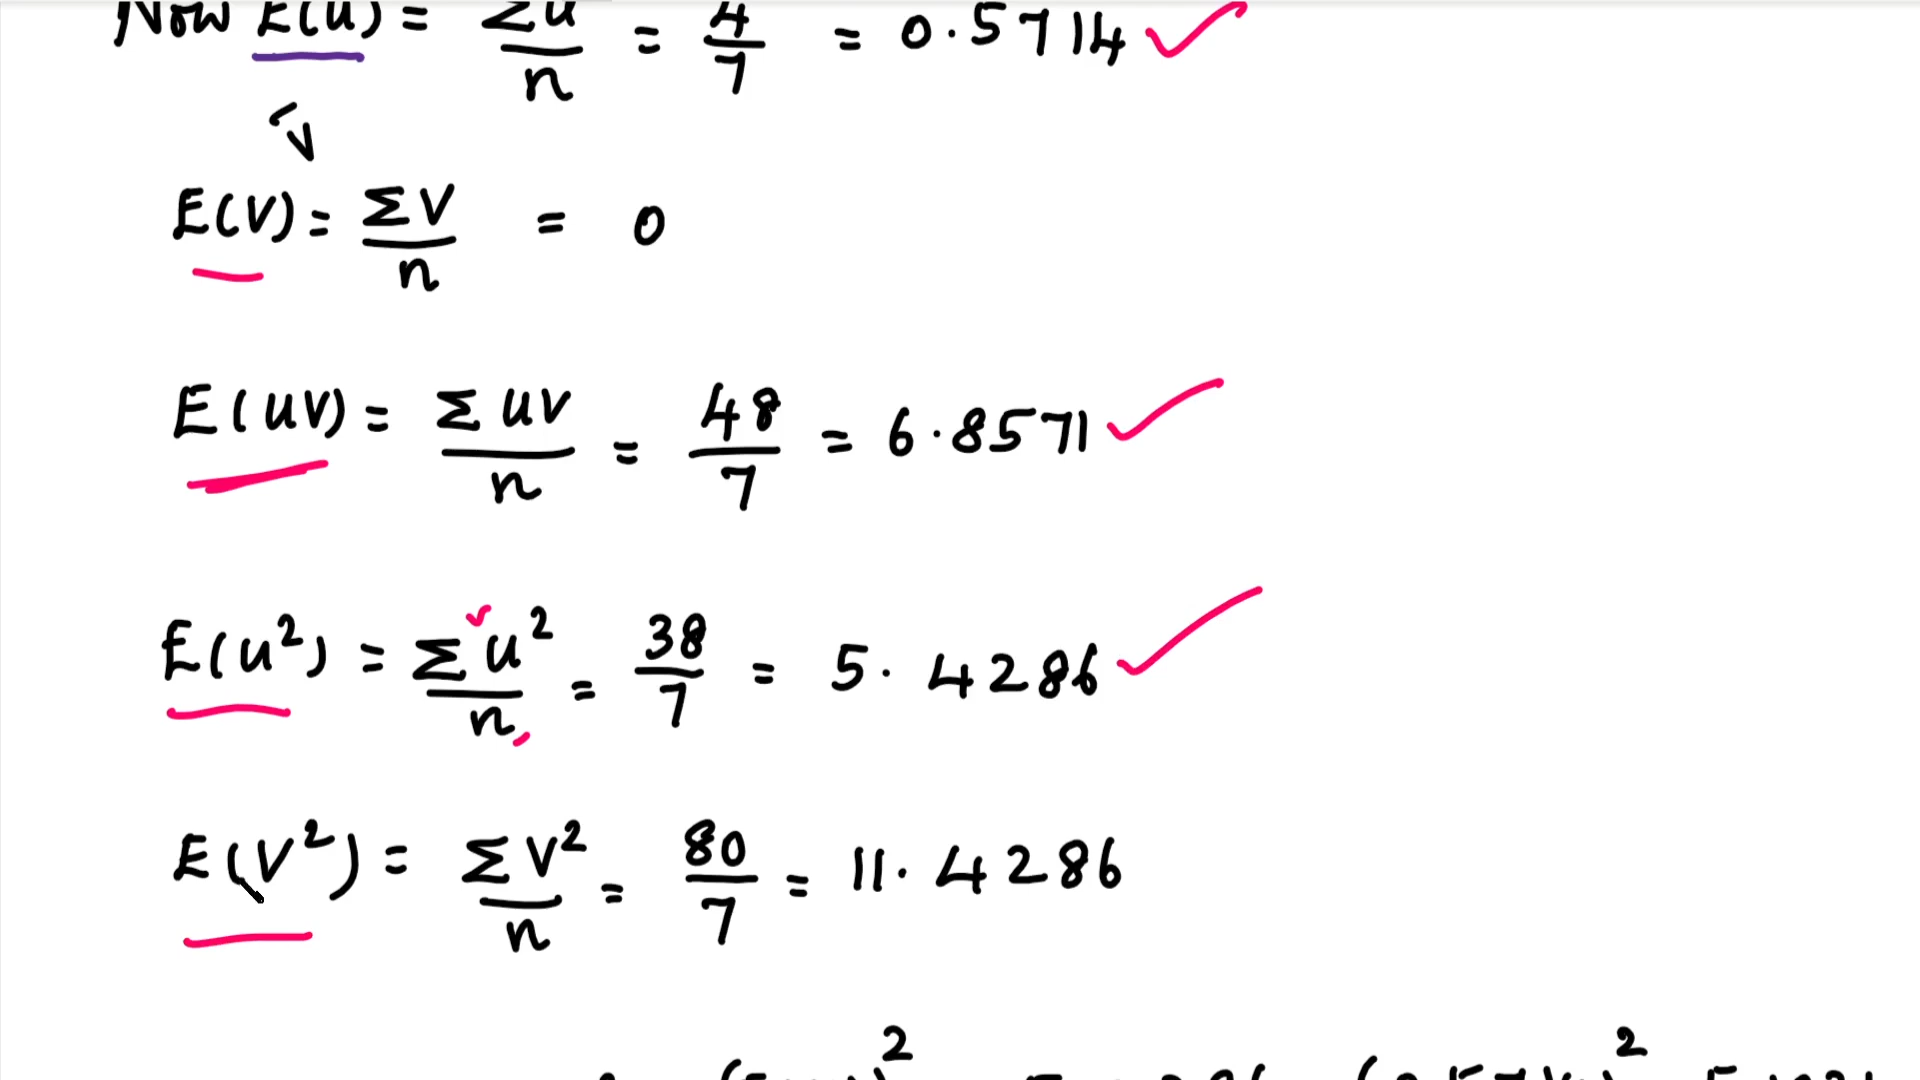 Now E(u) = Σu/n = 4/7 = 0.5714
E(V) = ΣV/n = 0
E(uv) = Σuv/n = 48/7 = 6.8571
E(u²) = Σu²/n = 38/7 = 5.4286
E(V²) = ΣV²/n = 80/7 = 11.4286